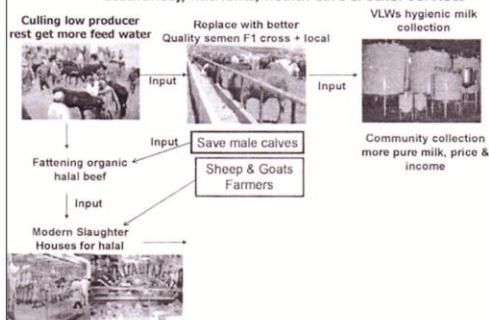 Culling low producer
rest get more feed water
Replace with better
Quality semen F1 cross + local
VLWs hygienic milk
collection
Input
Input
Community collection
more pure milk, price &
income
Input
Save male calves
Fattening organic
halal beef
Sheep & Goats
Farmers
Input
Modern Slaughter
Houses for halal